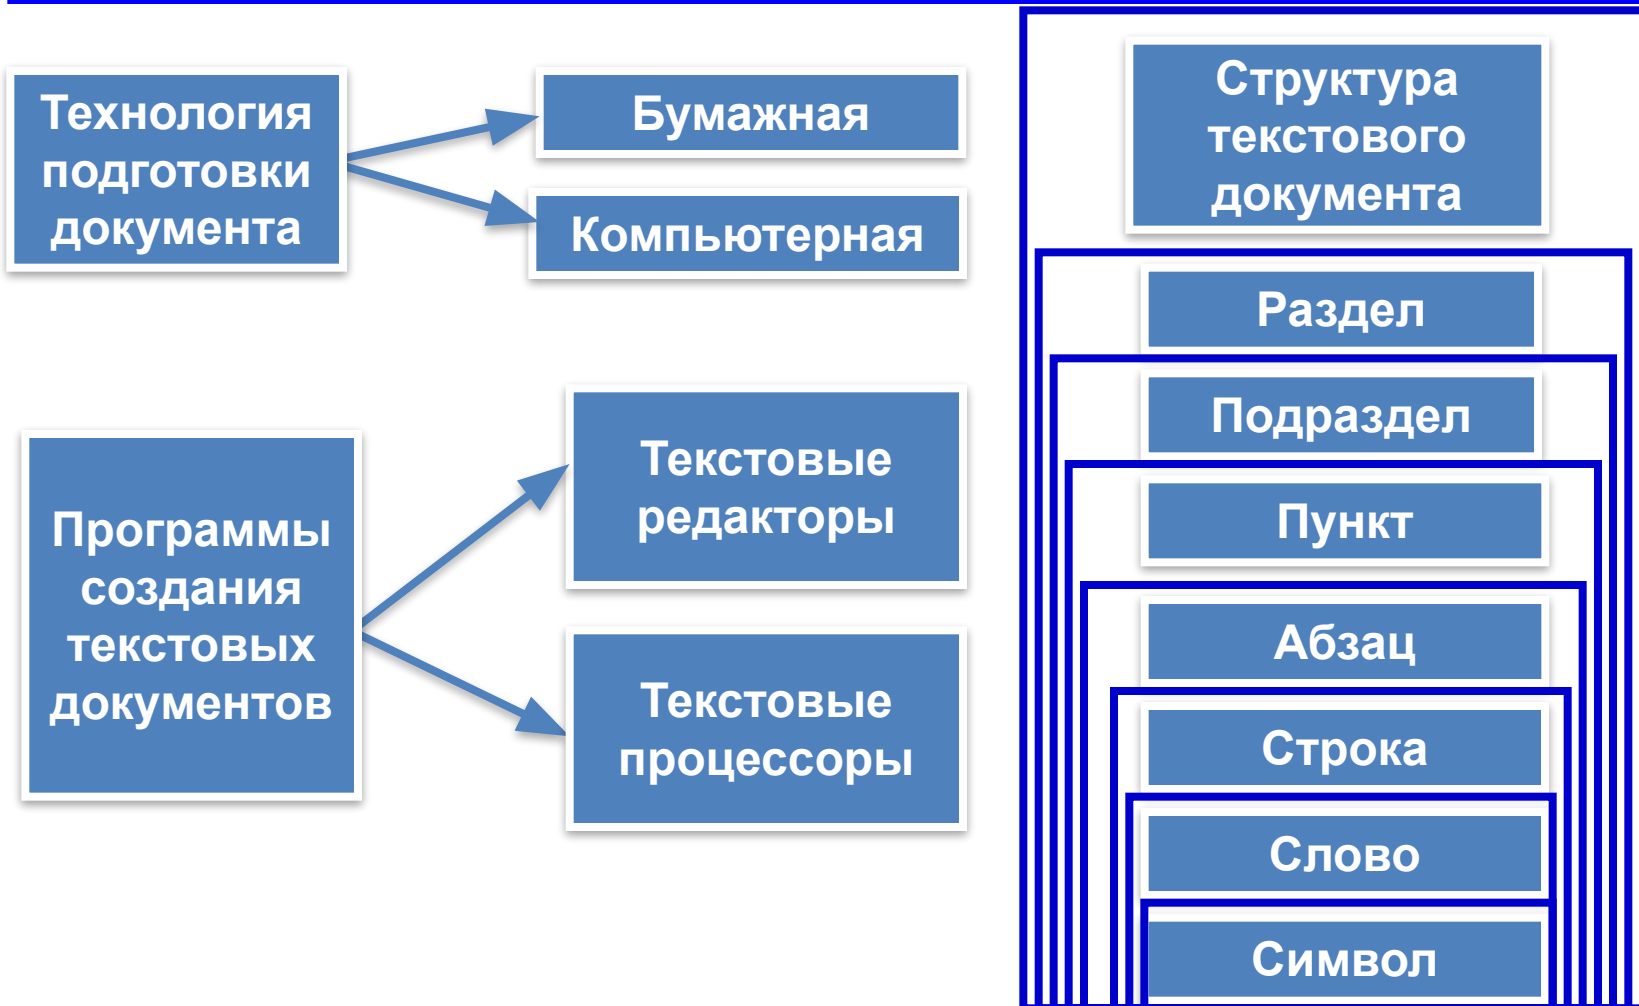 Технология
подготовки
документа
Бумажная
Компьютерная
Программы
создания
текстовых
документов
Текстовые
редакторы
Текстовые
процессоры
Структура
текстового
документа
Раздел
Подраздел
Пункт
Абзац
Строка
Слово
Символ